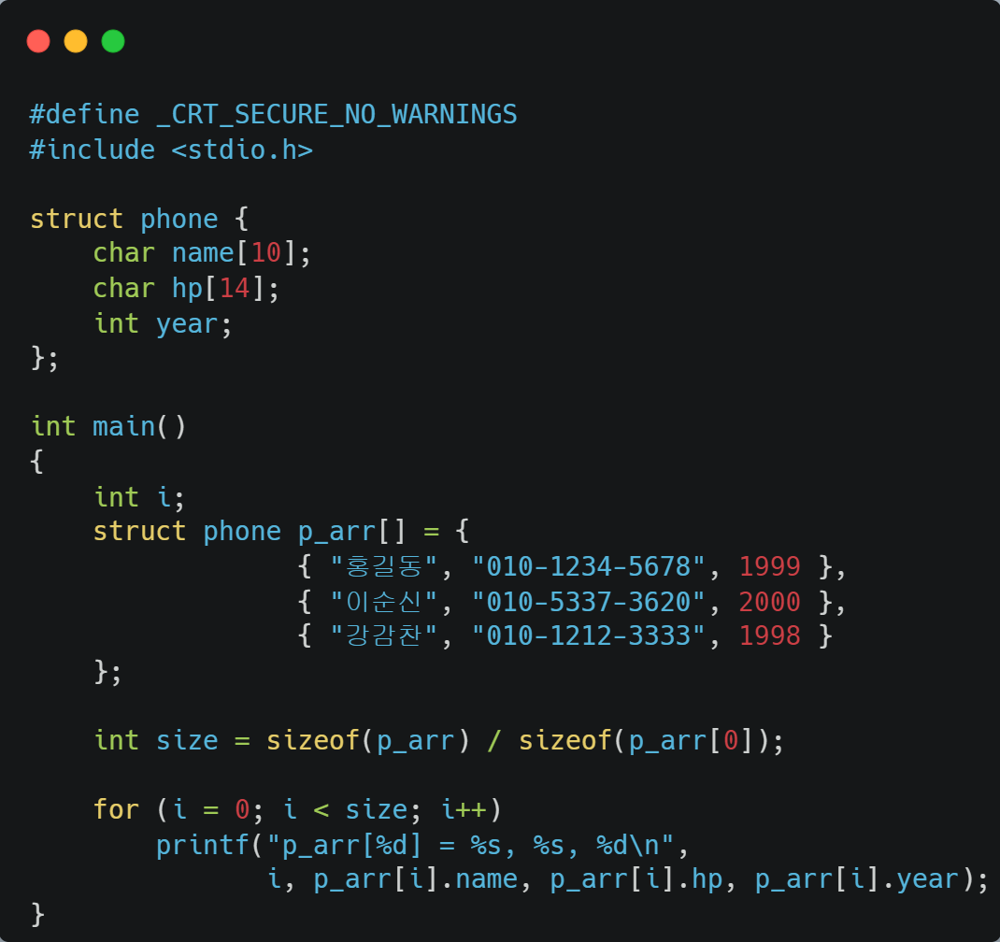 #define _CRT_SECURE_NO_WARNINGS
#include <stdio.h>
struct phone {
    char name[10];
    char hp[14];
    int year;
};
int main()
{
    int i;
    struct phone p_arr[] = {
                 { "홍길동", "010-1234-5678", 1999 },
                 { "이순신", "010-5337-3620", 2000 },
                 { "강감찬", "010-1212-3333", 1998 }
    };
    int size = sizeof(p_arr) / sizeof(p_arr[0]);
    for (i = 0; i < size; i++)
        printf("p_arr[%d] = %s, %s, %d\n",
               i, p_arr[i].name, p_arr[i].hp, p_arr[i].year);
}